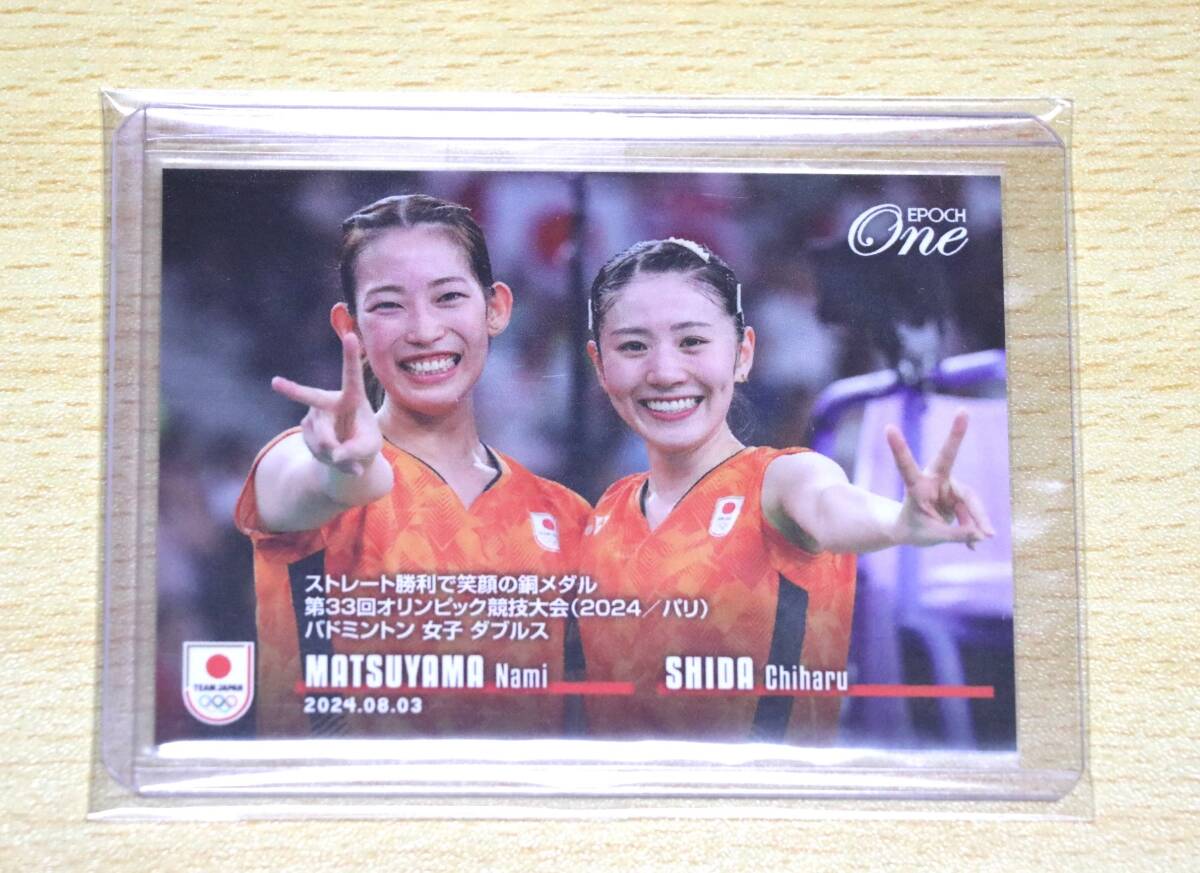 EPOCH
One
ストレート勝利で笑顔の銅メダル
第33回オリンピック競技大会(2024/パリ)
バドミントン 女子 ダブルス
MATSUYAMA Nami
SHIDA Chiharu
TEAM JAPAN
2024.08.03